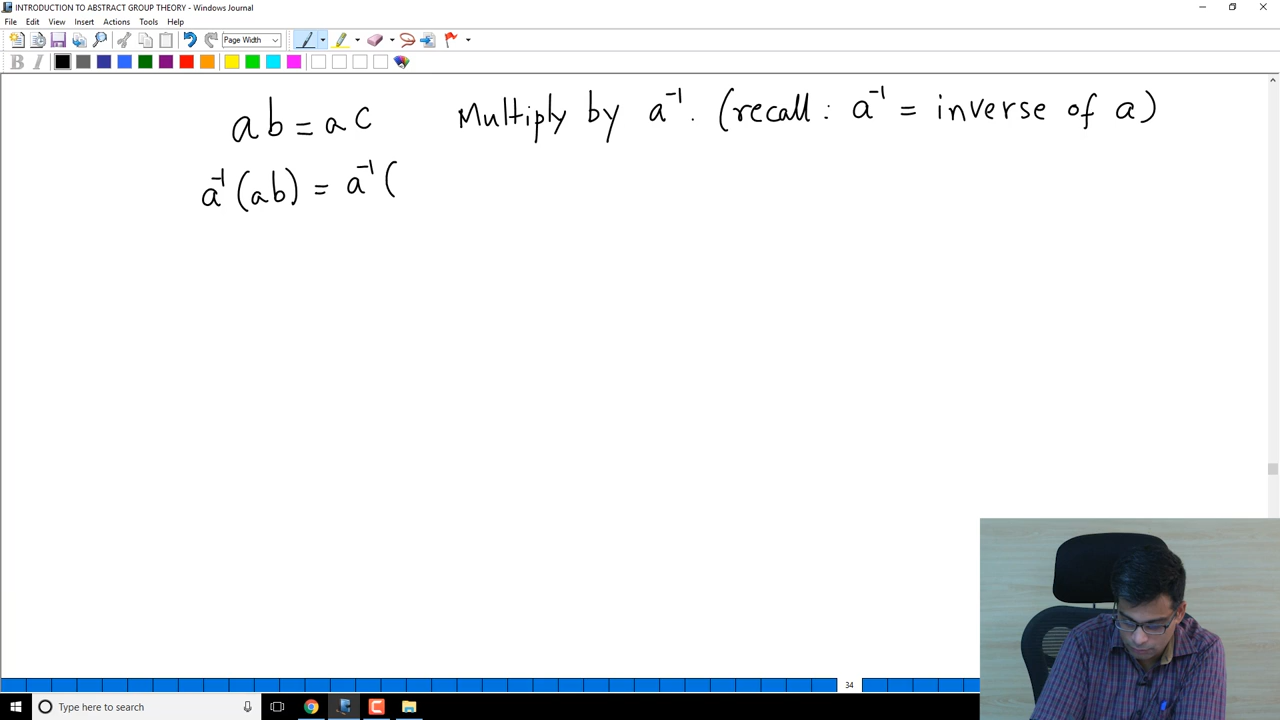 INTRODUCTION TO ABSTRACT GROUP THEORY - Windows Journal
File Edit View Insert Actions Tools Help
Page Width
B I
ab = ac Multiply by a⁻¹. (recall : a⁻¹ = inverse of a)
a⁻¹(ab) = a⁻¹(
34
Type here to search